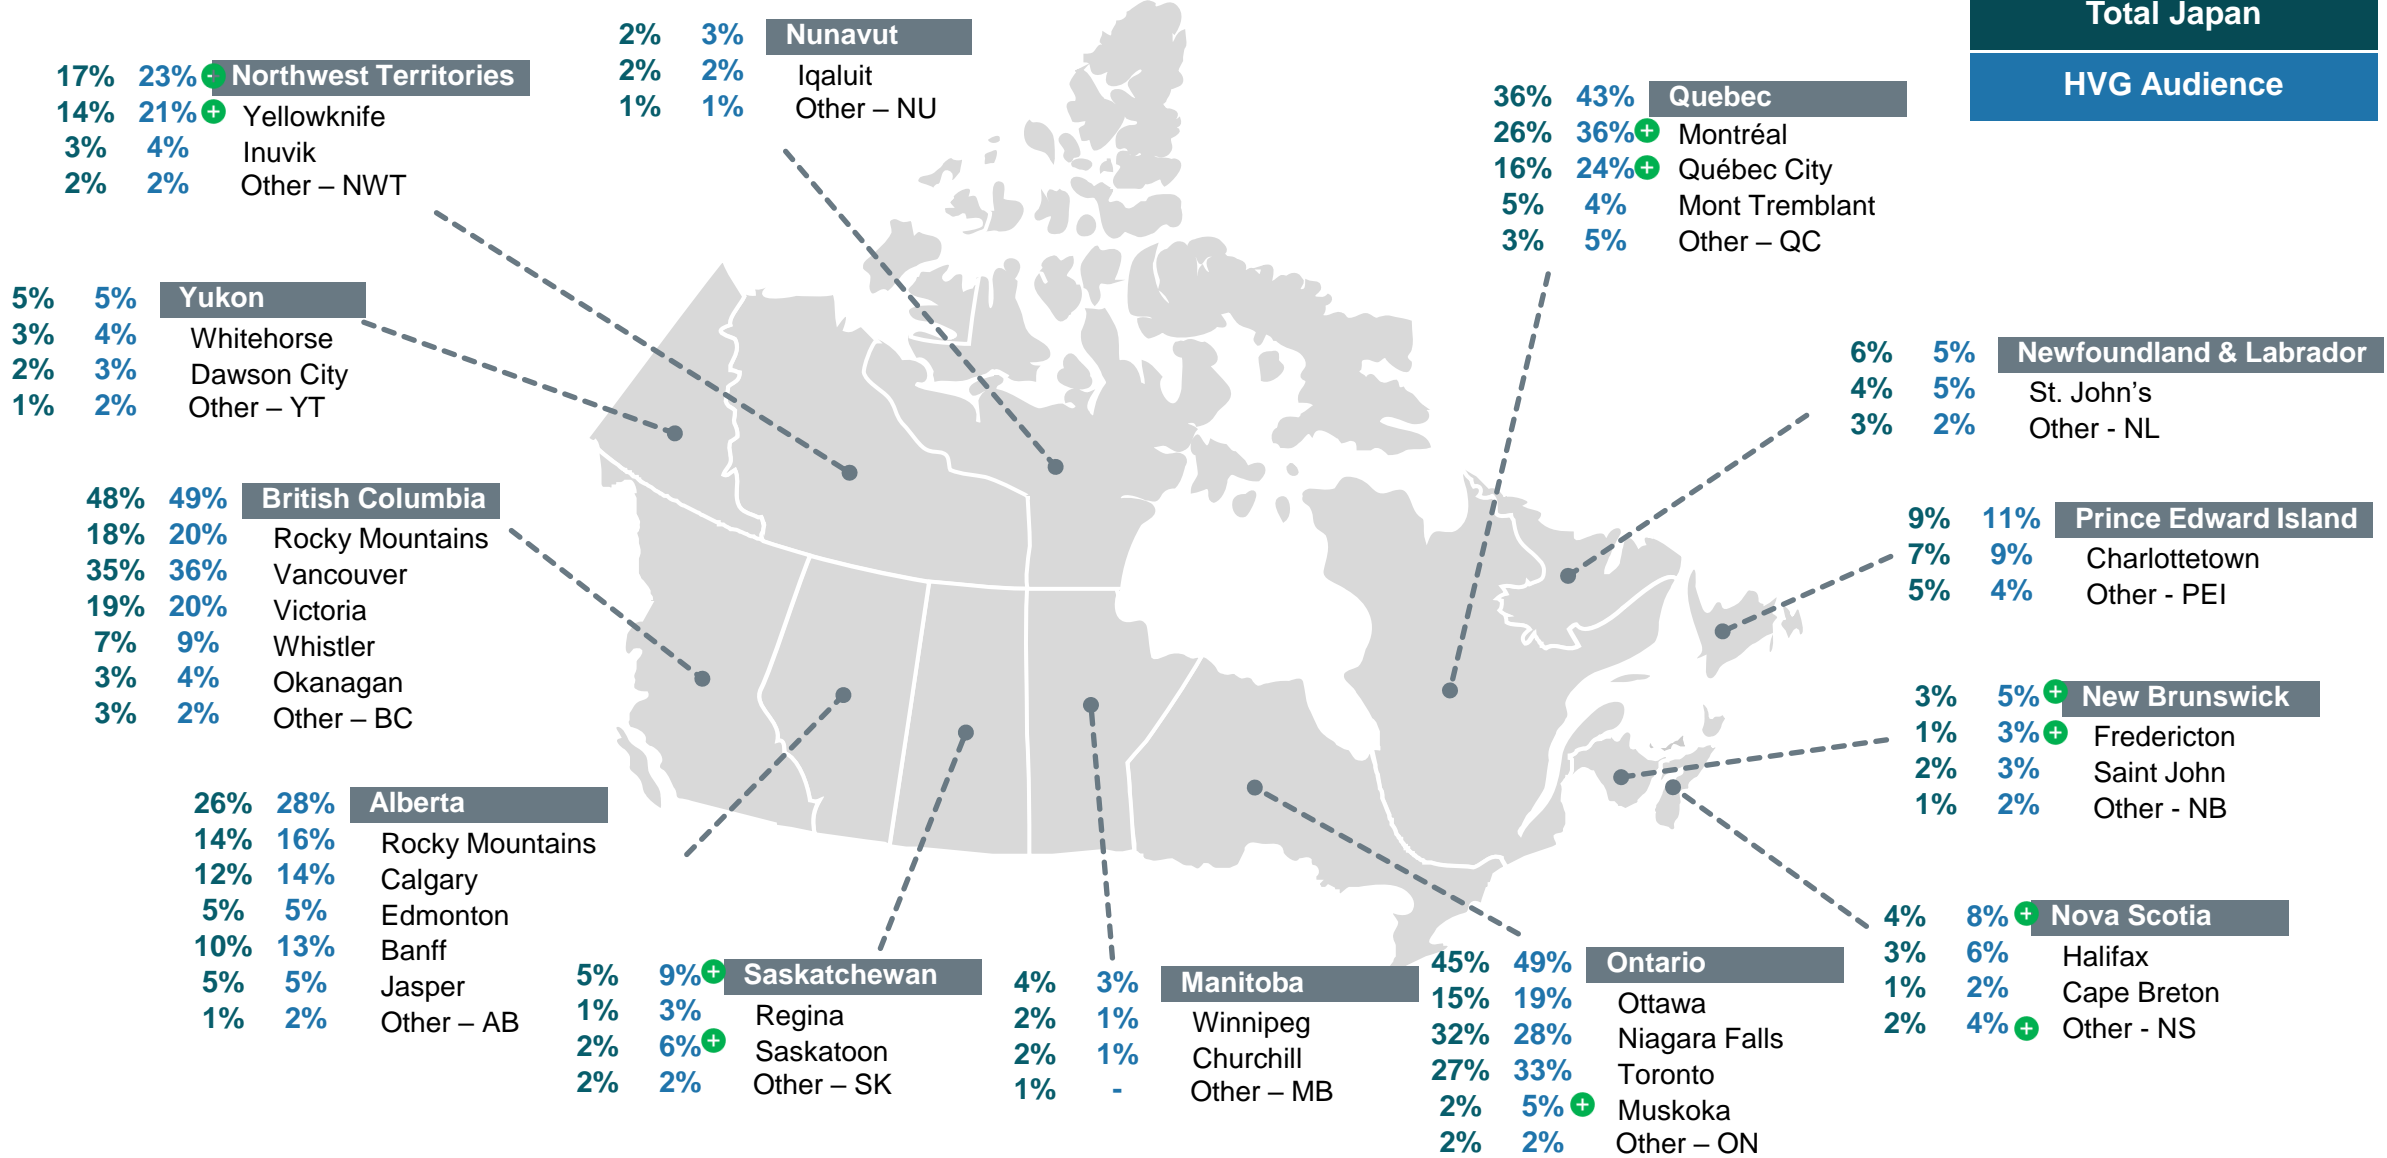 Total Japan
HVG Audience
2% 3% Nunavut
2% 2% Iqaluit
1% 1% Other – NU
17% 23% + Northwest Territories
14% 21% + Yellowknife
3% 4% Inuvik
2% 2% Other – NWT
36% 43% Quebec
26% 36% + Montréal
16% 24% + Québec City
5% 4% Mont Tremblant
3% 5% Other – QC
5% 5% Yukon
3% 4% Whitehorse
2% 3% Dawson City
1% 2% Other – YT
6% 5% Newfoundland & Labrador
4% 5% St. John’s
3% 2% Other - NL
48% 49% British Columbia
18% 20% Rocky Mountains
35% 36% Vancouver
19% 20% Victoria
7% 9% Whistler
3% 4% Okanagan
3% 2% Other – BC
9% 11% Prince Edward Island
7% 9% Charlottetown
5% 4% Other - PEI
3% 5% + New Brunswick
1% 3% + Fredericton
2% 3% Saint John
1% 2% Other - NB
26% 28% Alberta
14% 16% Rocky Mountains
12% 14% Calgary
5% 5% Edmonton
10% 13% Banff
5% 5% Jasper
1% 2% Other – AB
5% 9% + Saskatchewan
1% 3% Regina
2% 6% + Saskatoon
2% 2% Other – SK
4% 3% Manitoba
2% 1% Winnipeg
2% 1% Churchill
1% - Other – MB
45% 49% Ontario
15% 19% Ottawa
32% 28% Niagara Falls
27% 33% Toronto
2% 5% + Muskoka
2% 2% Other – ON
4% 8% + Nova Scotia
3% 6% Halifax
1% 2% Cape Breton
2% 4% + Other - NS